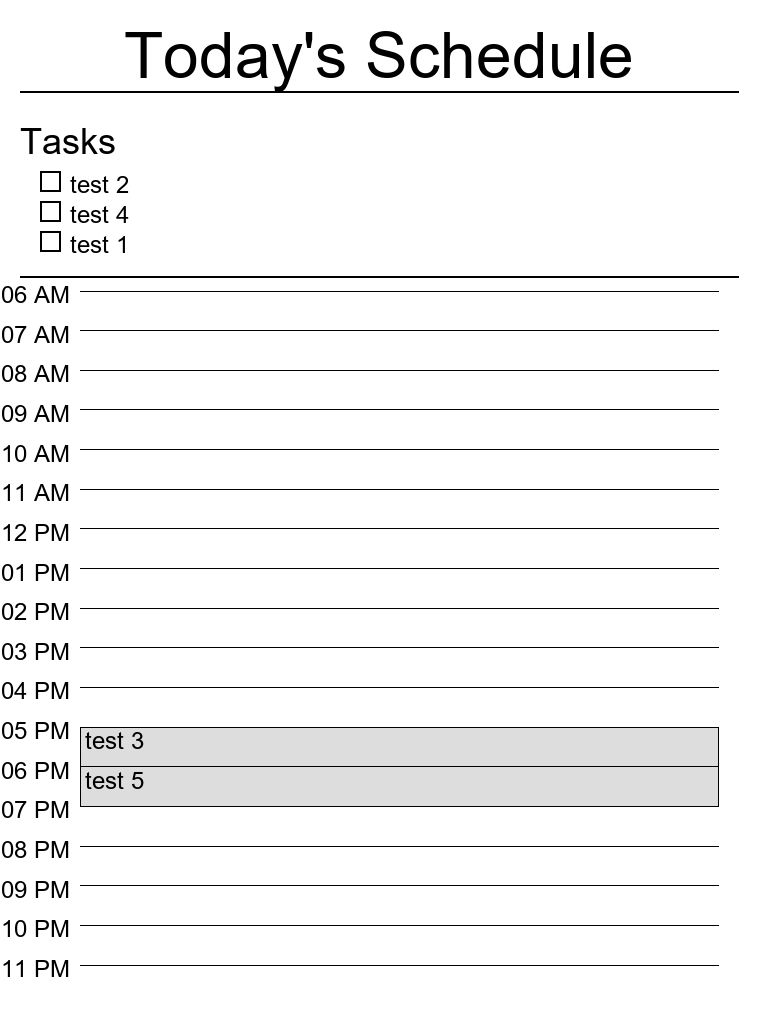 Today's Schedule
Tasks
test 2
test 4
test 1
06 AM
07 AM
08 AM
09 AM
10 AM
11 AM
12 PM
01 PM
02 PM
03 PM
04 PM
05 PM test 3
06 PM test 5
07 PM
08 PM
09 PM
10 PM
11 PM